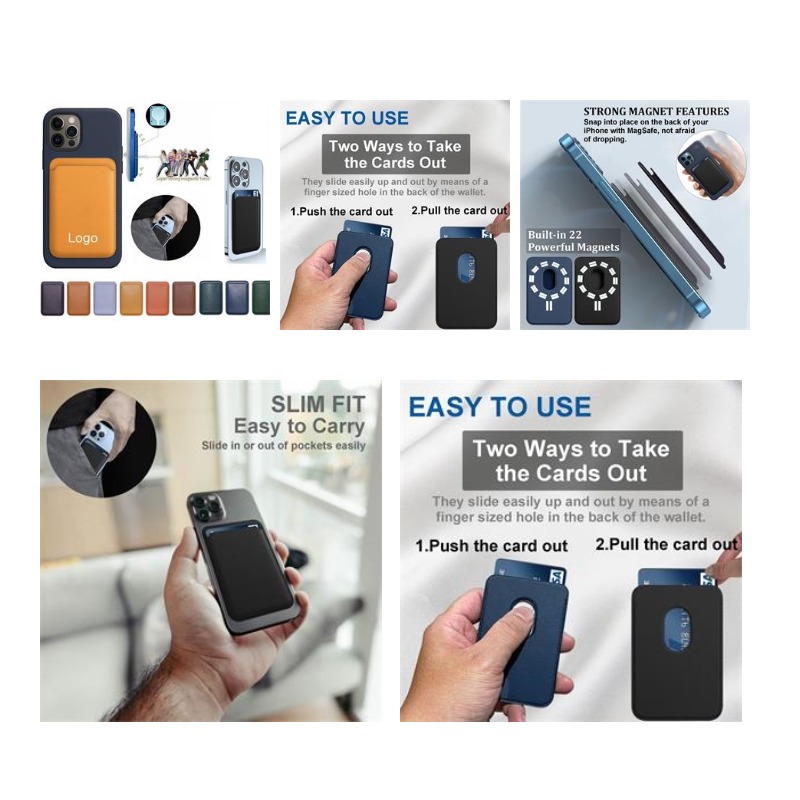 Logo
EASY TO USE
Two Ways to Take
the Cards Out
They slide easily up and out by means of a
finger sized hole in the back of the wallet.
1.Push the card out
2.Pull the card out
STRONG MAGNET FEATURES
Snap into place on the back of your
iPhone with MagSafe, not afraid
of dropping.
Built-in 22
Powerful Magnets
SLIM FIT
Easy to Carry
Slide in or out of pockets easily
EASY TO USE
Two Ways to Take
the Cards Out
They slide easily up and out by means of a
finger sized hole in the back of the wallet.
1.Push the card out
2.Pull the card out